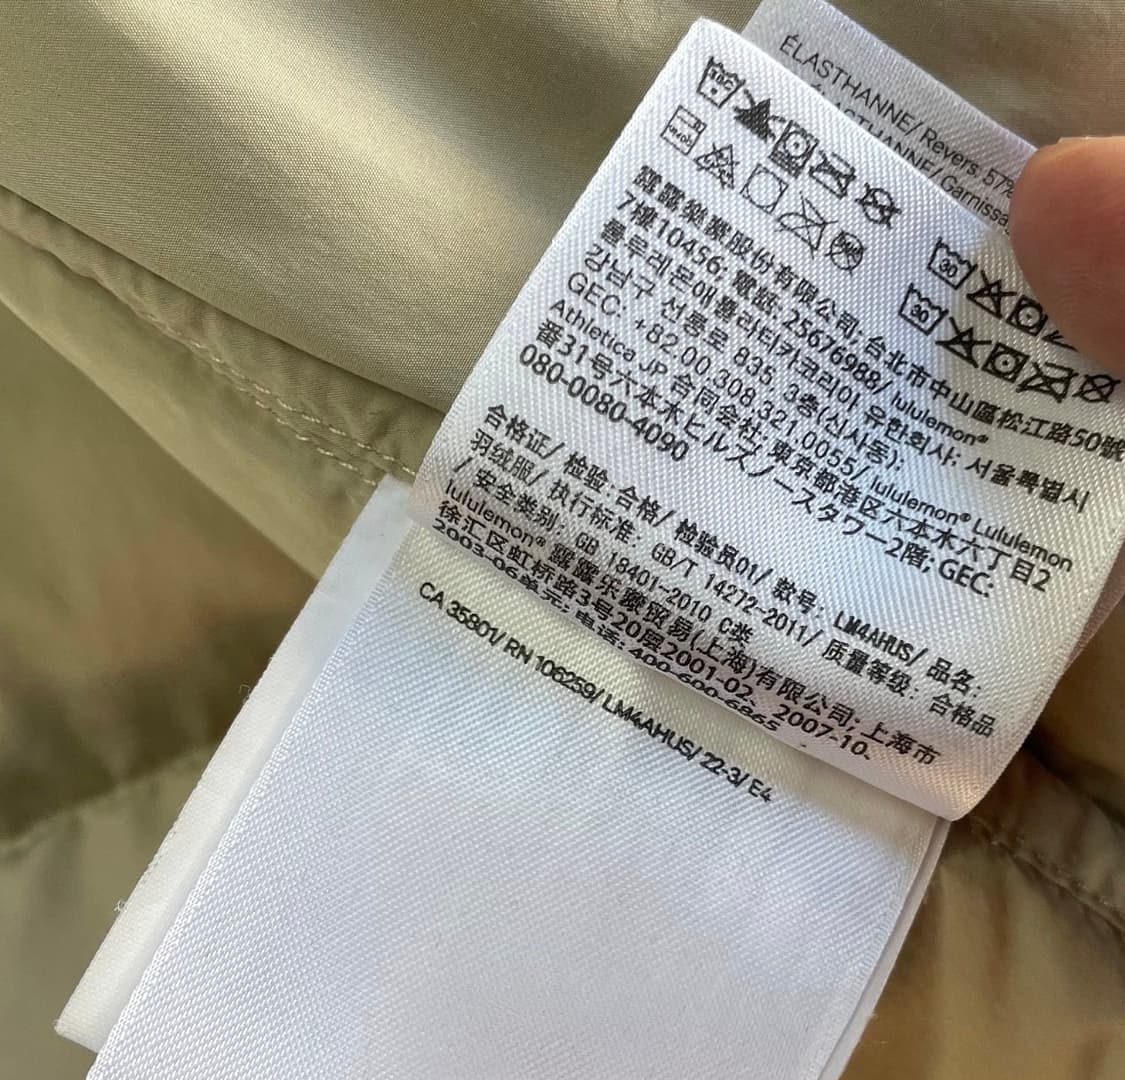 ÉLASTHANNE/ Revers: 57%
ÉLASTHANNE/ Garnissa
露露樂蒙股份有限公司; 台北市中山區松江路50號
7樓10456; 電話: 25676988/ lululemon®
룰루레몬애틀라티카코리아 유한회사; 서울특별시
강남구 선릉로 835, 3층(신사동);
GEC: +82.00.308.321.0055/ lululemon® Lululemon
Athletica JP 合同会社; 東京都港区六本木六丁目2
番31号六本木ヒルズノースタワー2階; GEC:
080-0080-4090
合格证/ 检验:合格/ 检验员01/ 款号: LM4AHUS/ 品名:
羽绒服/ 执行标准: GB/T 14272-2011/ 质量等级: 合格品
/ 安全类别: GB 18401-2010 C类
lululemon® 露露乐蒙贸易(上海)有限公司; 上海市
徐汇区虹桥路3号20层2001-02、2007-10、
2003-06单元; 电话: 400-600-6865
CA 35801/ RN 106259/ LM4AHUS/ 22-3/ E4
30
30